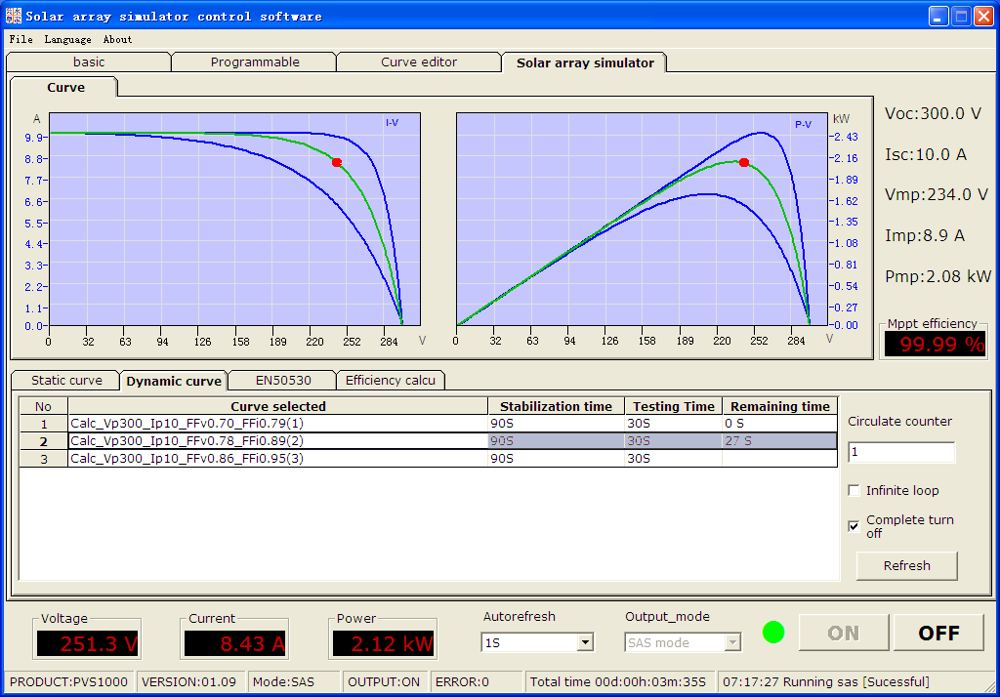 Solar array simulator control software
File Language About
basic Programmable Curve editor Solar array simulator
Curve
A I-V P-V kW
9.9 8.8 7.7 6.6 5.5 4.4 3.3 2.2 1.1 0.0
0 32 63 94 126 158 189 220 252 284 V
2.43 2.16 1.89 1.62 1.35 1.08 0.81 0.54 0.27 0.00
0 32 63 94 126 158 189 220 252 284 V
Voc:300.0 V
Isc:10.0 A
Vmp:234.0 V
Imp:8.9 A
Pmp:2.08 kW
Mppt efficiency
99.99 %
Static curve Dynamic curve EN50530 Efficiency calcu
No Curve selected Stabilization time Testing Time Remaining time
1 Calc_Vp300_Ip10_FFv0.70_FFi0.79(1) 90S 30S 0 S
2 Calc_Vp300_Ip10_FFv0.78_FFi0.89(2) 90S 30S 27 S
3 Calc_Vp300_Ip10_FFv0.86_FFi0.95(3) 90S 30S
Circulate counter
1
Infinite loop
Complete turn
off
Refresh
Voltage Current Power Autorefresh Output_mode
251.3 V 8.43 A 2.12 kW 1S SAS mode ON OFF
PRODUCT:PVS1000 VERSION:01.09 Mode:SAS OUTPUT:ON ERROR:0 Total time 00d:00h:03m:35S 07:17:27 Running sas [Sucessful]